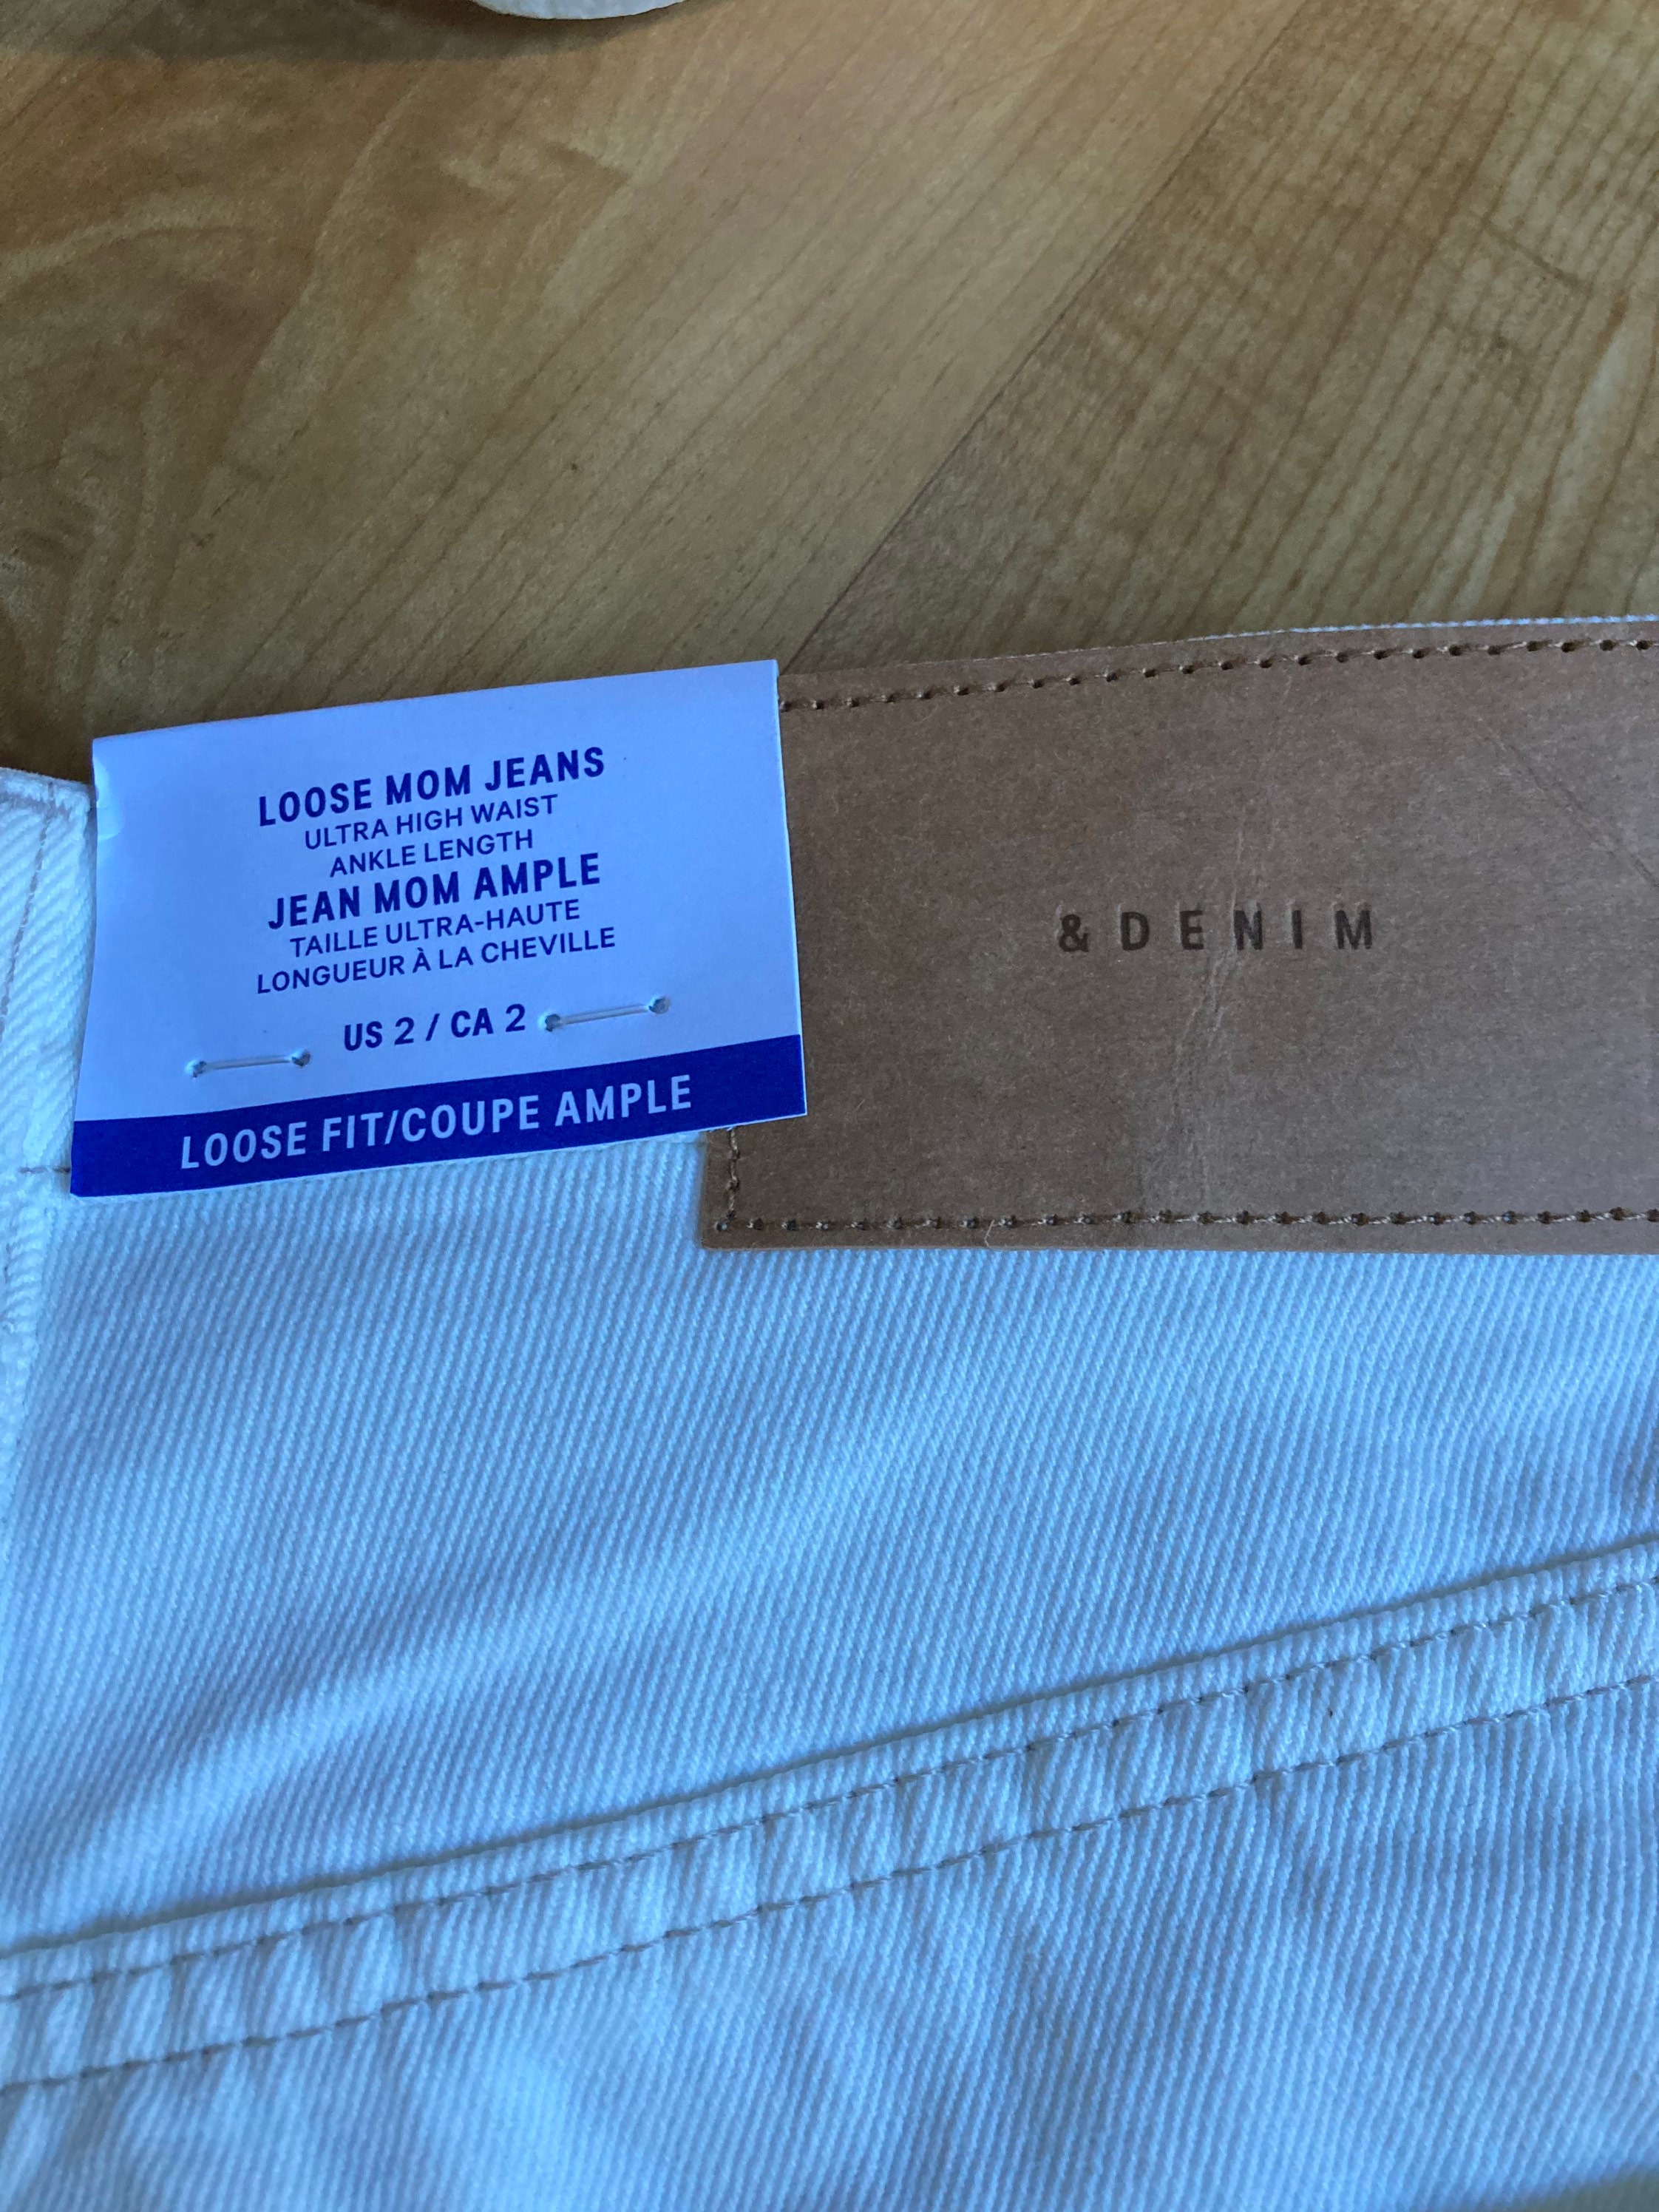 LOOSE MOM JEANS
ULTRA HIGH WAIST
ANKLE LENGTH
JEAN MOM AMPLE
TAILLE ULTRA-HAUTE
LONGUEUR À LA CHEVILLE
US 2 / CA 2
LOOSE FIT/COUPE AMPLE
& DENIM